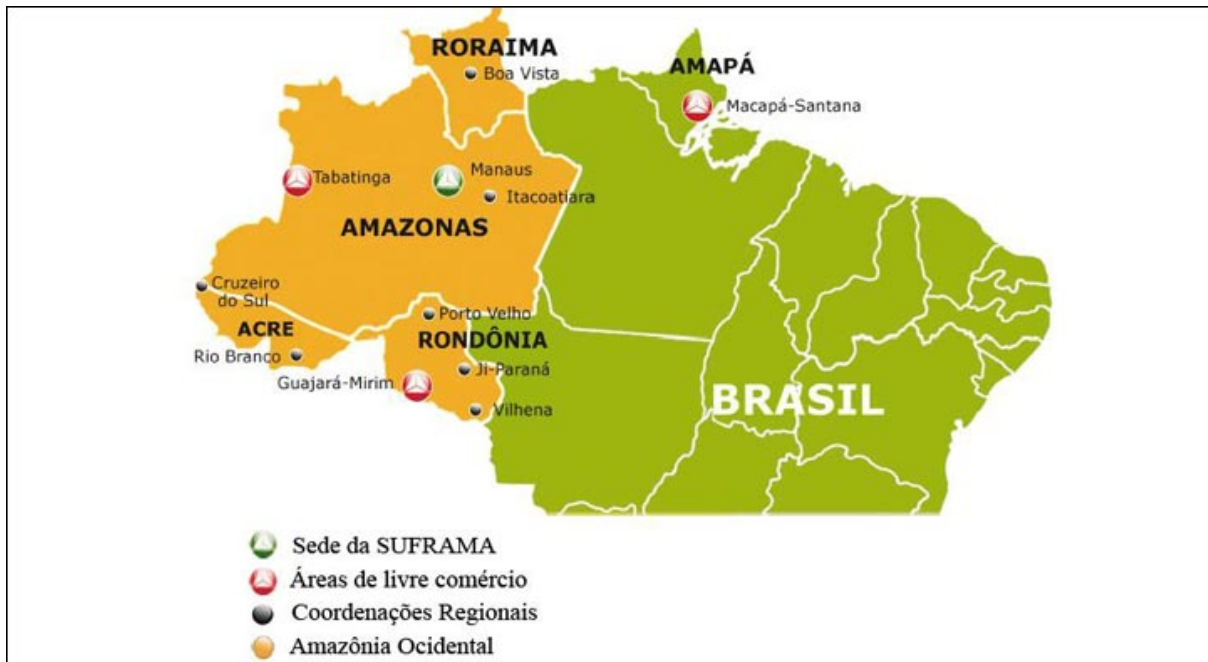 RORAIMA
Boa Vista
AMAPÁ
Macapá-Santana
Tabatinga
Manaus
Itacoatiara
AMAZONAS
Cruzeiro
do Sul
Porto Velho
ACRE
RONDÔNIA
Rio Branco
Ji-Paraná
Guajará-Mirim
Vilhena
BRASIL
Sede da SUFRAMA
Áreas de livre comércio
Coordenações Regionais
Amazônia Ocidental